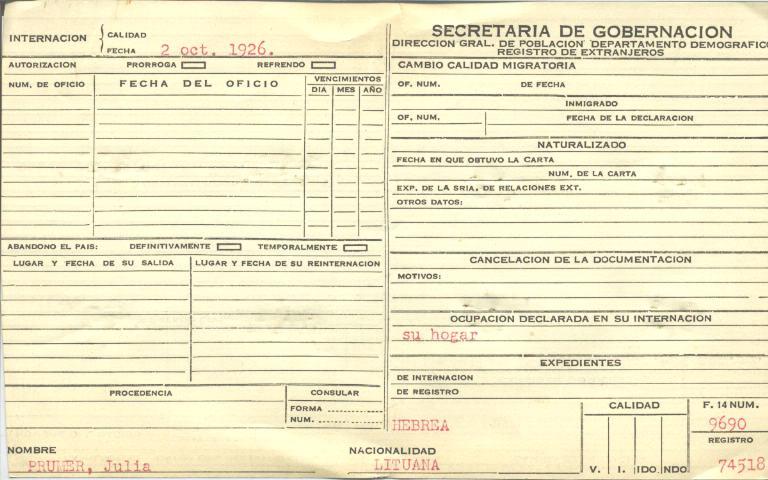 INTERNACION { CALIDAD
FECHA 2 oct. 1926.
AUTORIZACION PRORROGA REFRENDO
NUM. DE OFICIO FECHA DEL OFICIO VENCIMIENTOS
DIA MES AÑO
ABANDONO EL PAIS: DEFINITIVAMENTE TEMPORALMENTE
LUGAR Y FECHA DE SU SALIDA LUGAR Y FECHA DE SU REINTERNACION
PROCEDENCIA CONSULAR
FORMA
NUM.
NOMBRE
PRUMER, Julia
SECRETARIA DE GOBERNACION
DIRECCION GRAL. DE POBLACION DEPARTAMENTO DEMOGRAFICO
REGISTRO DE EXTRANJEROS
CAMBIO CALIDAD MIGRATORIA
OF. NUM. DE FECHA
INMIGRADO
OF. NUM. FECHA DE LA DECLARACION
NATURALIZADO
FECHA EN QUE OBTUVO LA CARTA
NUM. DE LA CARTA
EXP. DE LA SRIA. DE RELACIONES EXT.
OTROS DATOS:
CANCELACION DE LA DOCUMENTACION
MOTIVOS:
OCUPACION DECLARADA EN SU INTERNACION
su hogar
EXPEDIENTES
DE INTERNACION
DE REGISTRO
HEBREA
CALIDAD
V. I. IDO. NDO.
F. 14 NUM.
9690
REGISTRO
74518
NACIONALIDAD
LITUANA